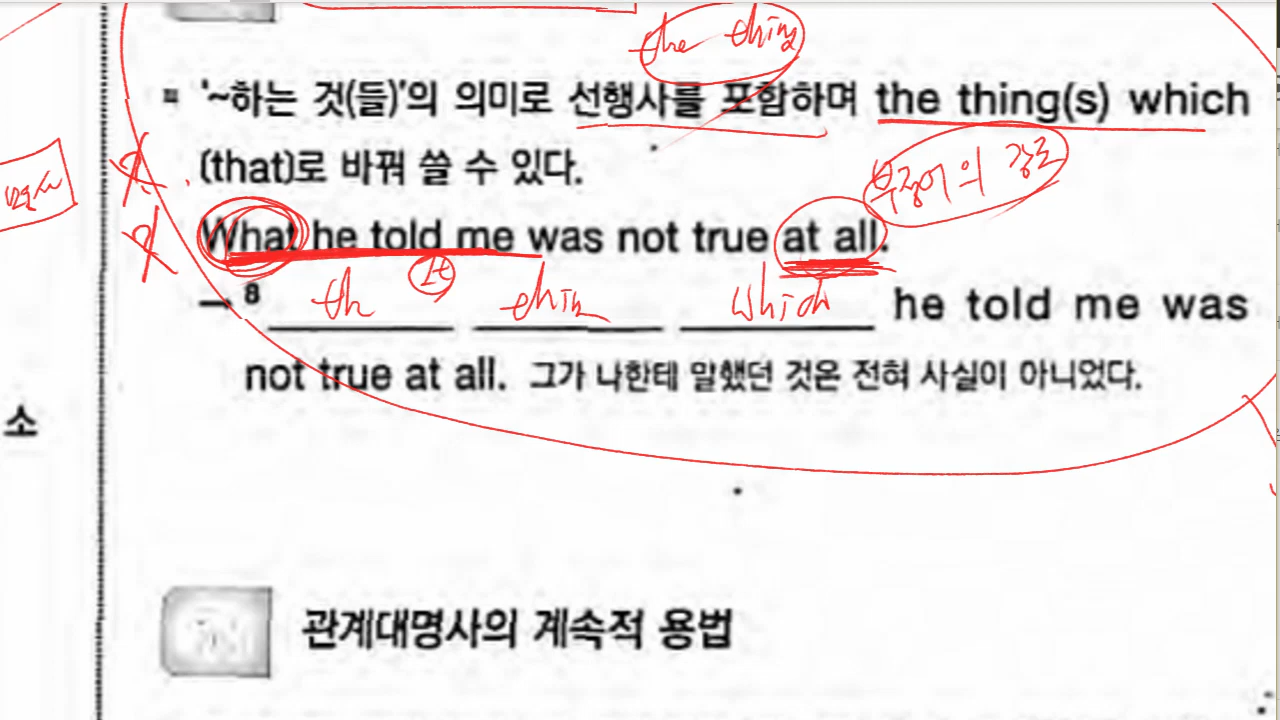 the thing
'~하는 것(들)'의 의미로 선행사를 포함하며 the thing(s) which
(that)로 바꿔 쓸 수 있다.
부정어의 강조
What he told me was not true at all.
It
→ 8 th thin which he told me was
not true at all. 그가 나한테 말했던 것은 전혀 사실이 아니었다.
소
관계대명사의 계속적 용법